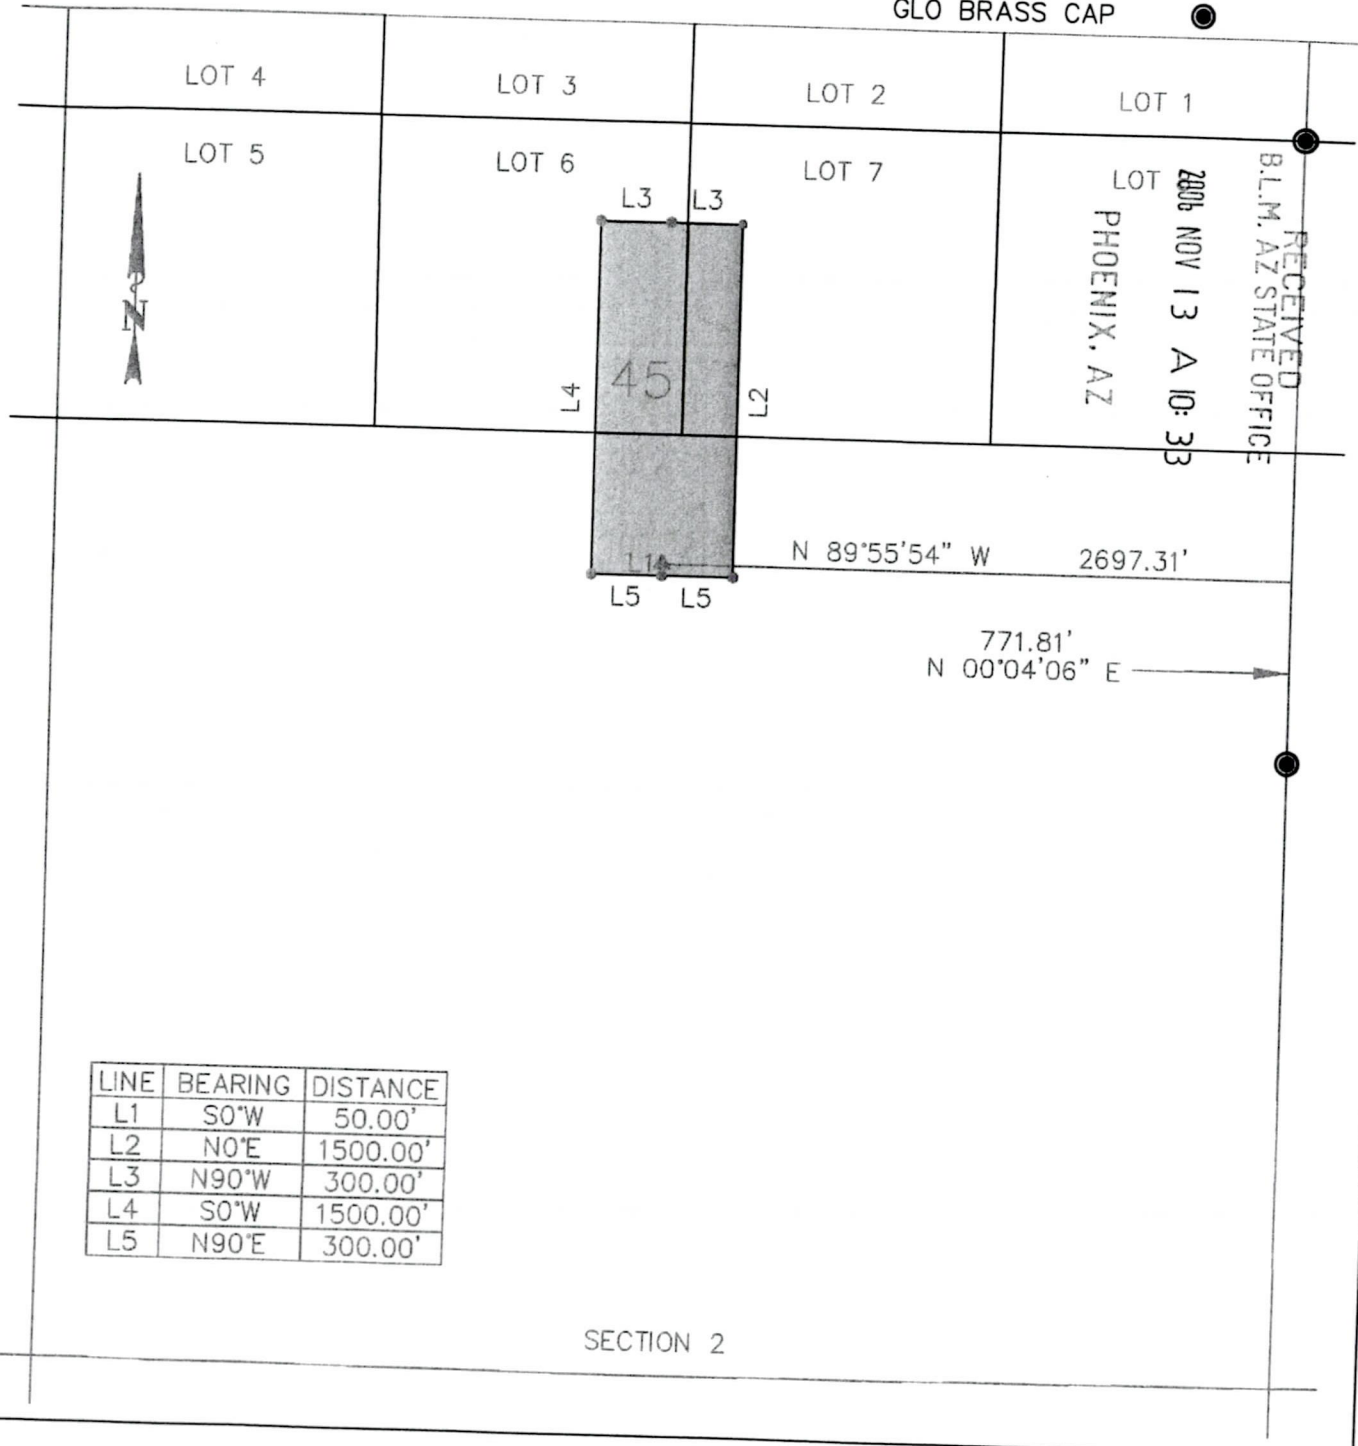 GLO BRASS CAP
LOT 4
LOT 3
LOT 2
LOT 1
LOT 5
LOT 6
LOT 7
LOT
L3
L3
RECEIVED
B.L.M. AZ STATE OFFICE
2006 NOV 13 A 10:33
PHOENIX, AZ
N
45
L4
L2
N 89°55'54" W 2697.31'
L1
L5
L5
771.81'
N 00°04'06" E
LINE BEARING DISTANCE
L1 S0°W 50.00'
L2 N0°E 1500.00'
L3 N90°W 300.00'
L4 S0°W 1500.00'
L5 N90°E 300.00'
SECTION 2